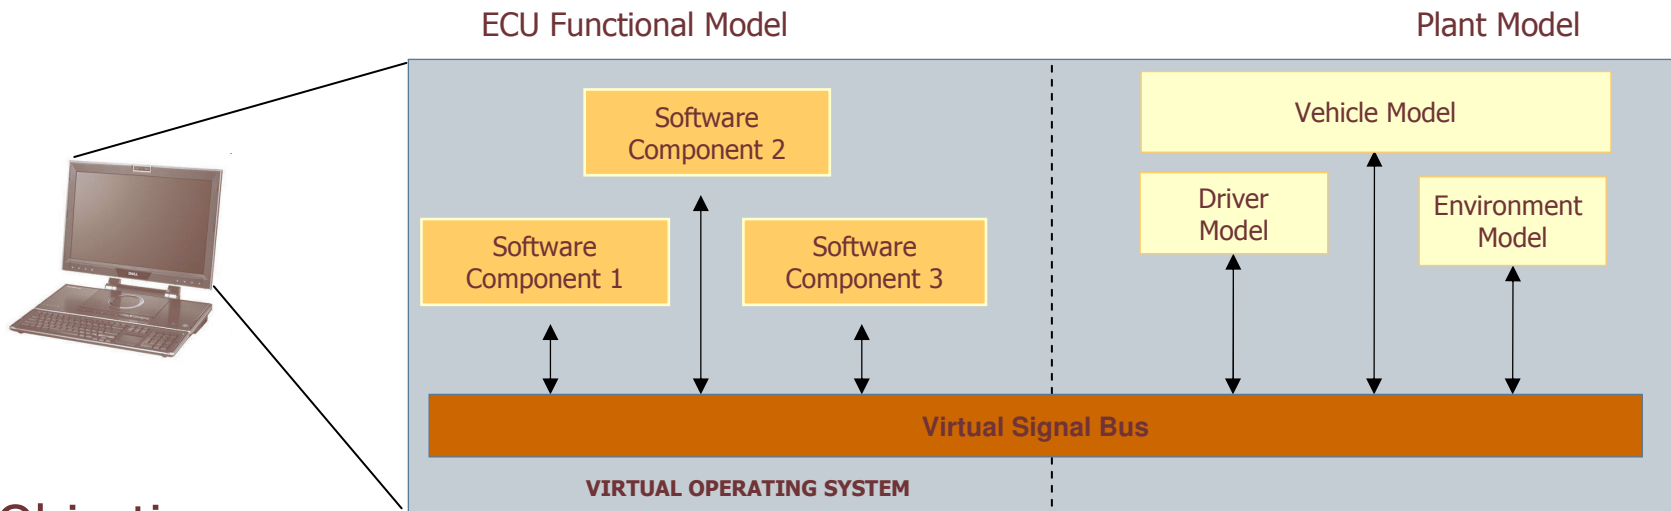 ECU Functional Model
Plant Model
Software
Component 2
Vehicle Model
Driver
Model
Environment
Model
Software
Component 1
Software
Component 3
Virtual Signal Bus
VIRTUAL OPERATING SYSTEM